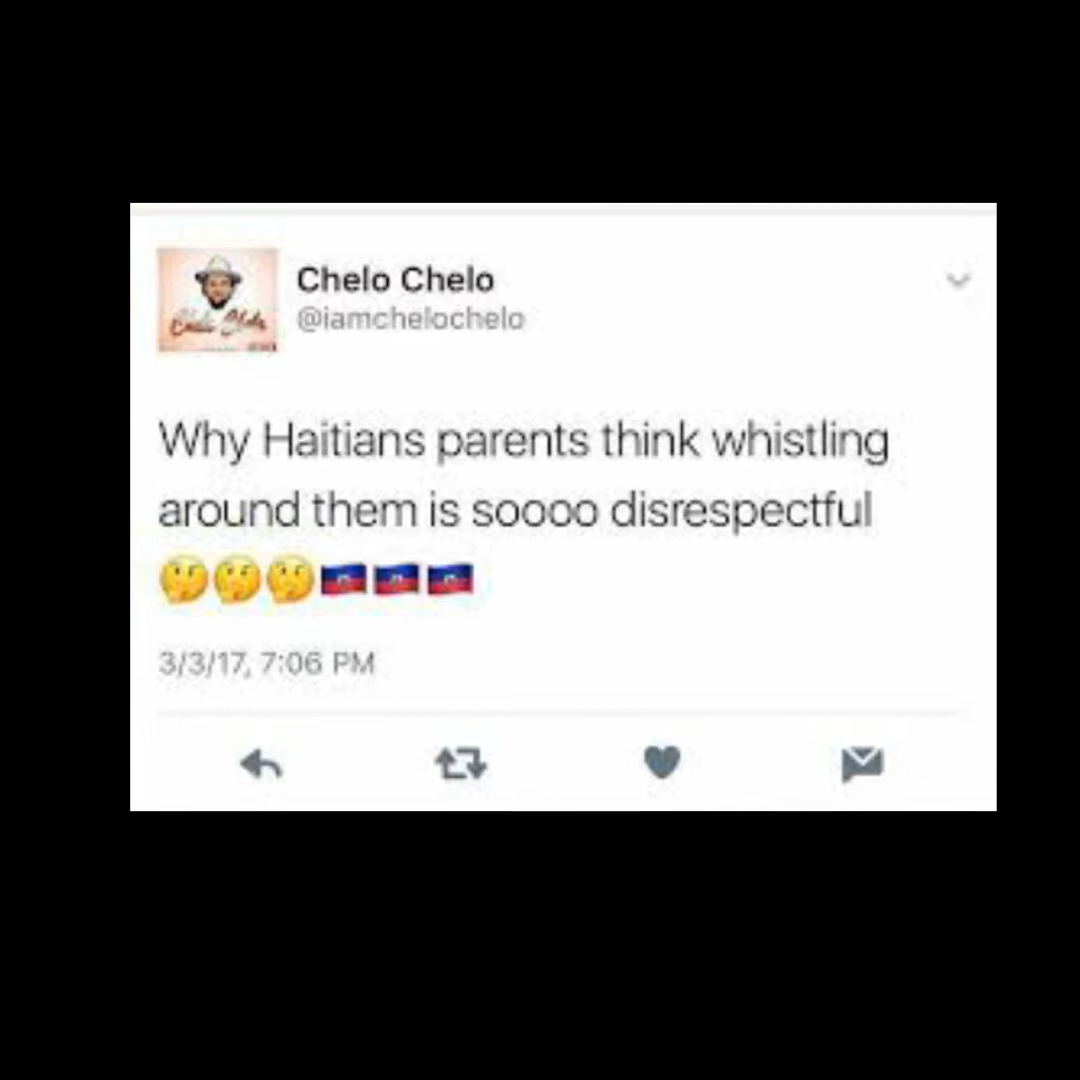 Chelo Chelo
@iamchelochelo
Why Haitians parents think whistling
around them is soooo disrespectful
🤔🤔🤔🇭🇹🇭🇹🇭🇹
3/3/17, 7:06 PM